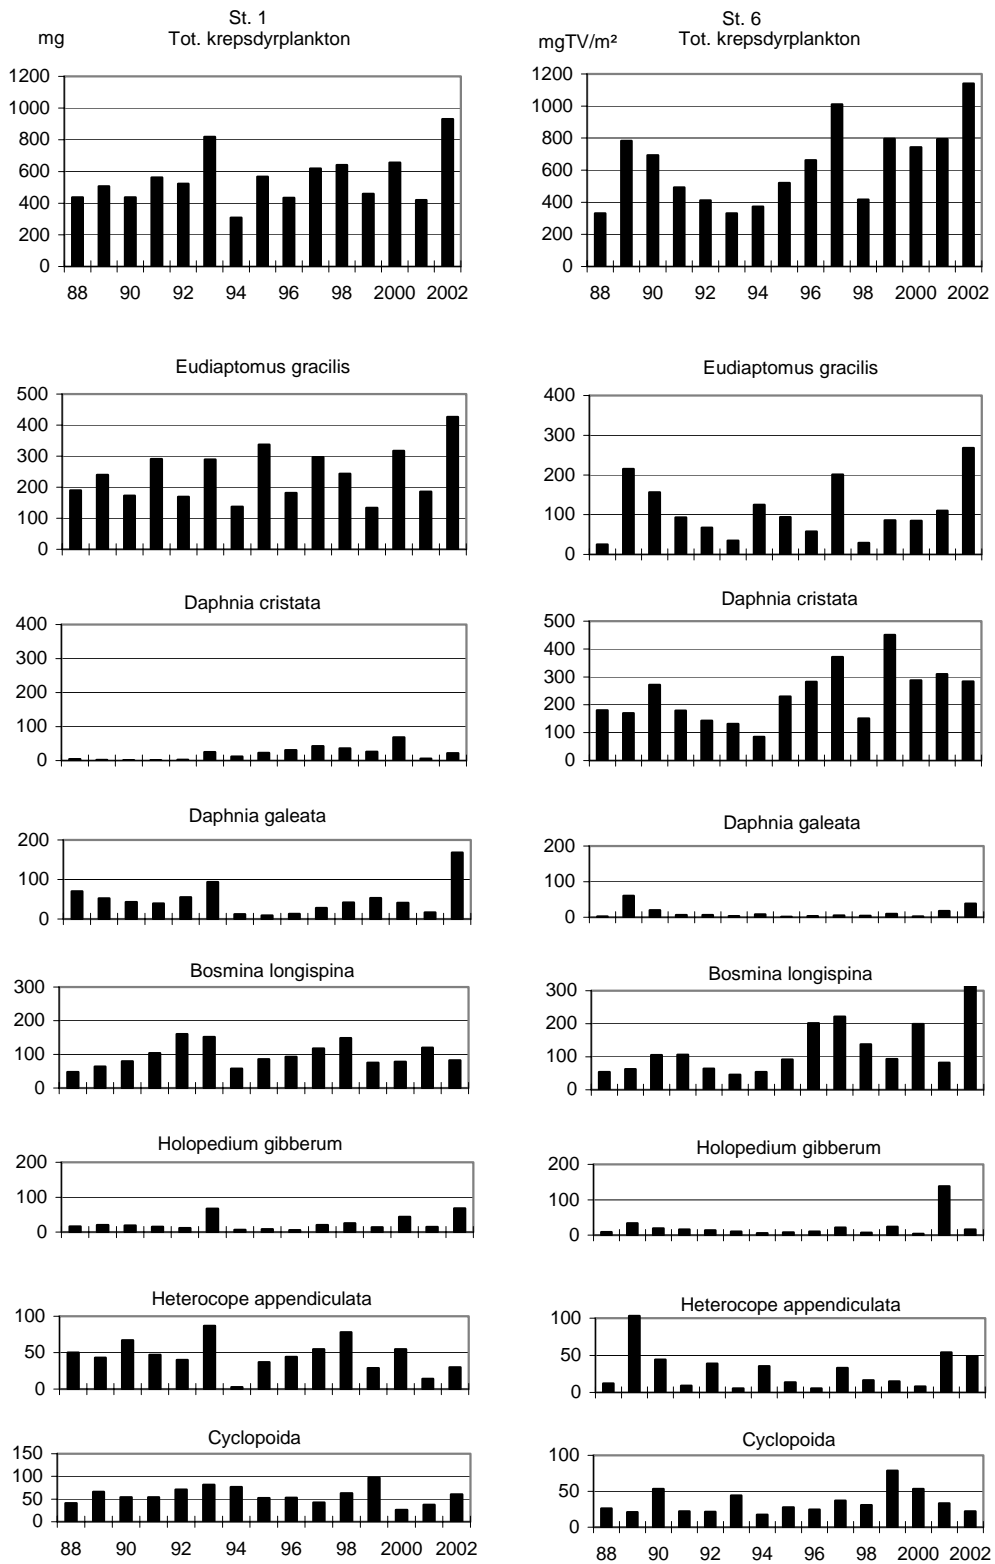 St. 1
mg
Tot. krepsdyrplankton
1200
1000
800
600
400
200
0
88 90 92 94 96 98 2000 2002
Eudiaptomus gracilis
500
400
300
200
100
0
Daphnia cristata
400
300
200
100
0
Daphnia galeata
200
100
0
Bosmina longispina
300
200
100
0
Holopedium gibberum
200
100
0
Heterocope appendiculata
100
50
0
Cyclopoida
150
100
50
0
88 90 92 94 96 98 2000 2002
St. 6
mgTV/m²
Tot. krepsdyrplankton
1200
1000
800
600
400
200
0
88 90 92 94 96 98 2000 2002
Eudiaptomus gracilis
400
300
200
100
0
Daphnia cristata
500
400
300
200
100
0
Daphnia galeata
200
100
0
Bosmina longispina
300
200
100
0
Holopedium gibberum
200
100
0
Heterocope appendiculata
100
50
0
Cyclopoida
100
50
0
88 90 92 94 96 98 2000 2002